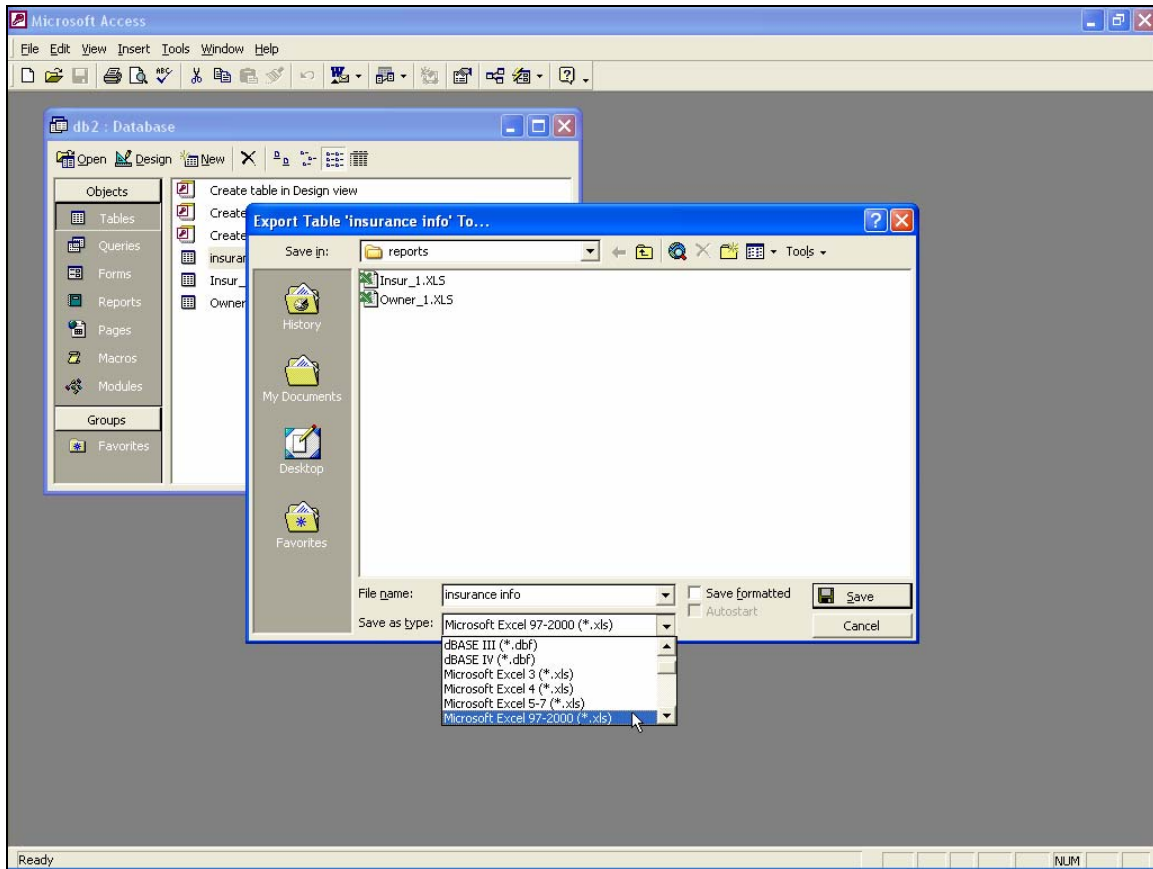 Microsoft Access
File Edit View Insert Tools Window Help
db2 : Database
Open Design New
Objects
Tables
Queries
Forms
Reports
Pages
Macros
Modules
Groups
Favorites
Create table in Design view
Create
Create
insuran
Insur_
Owner
Export Table 'insurance info' To...
Save in: reports Tools
History
My Documents
Desktop
Favorites
Insur_1.XLS
Owner_1.XLS
File name: insurance info Save formatted Save
Autostart
Save as type: Microsoft Excel 97-2000 (*.xls) Cancel
dBASE III (*.dbf)
dBASE IV (*.dbf)
Microsoft Excel 3 (*.xls)
Microsoft Excel 4 (*.xls)
Microsoft Excel 5-7 (*.xls)
Microsoft Excel 97-2000 (*.xls)
Ready NUM